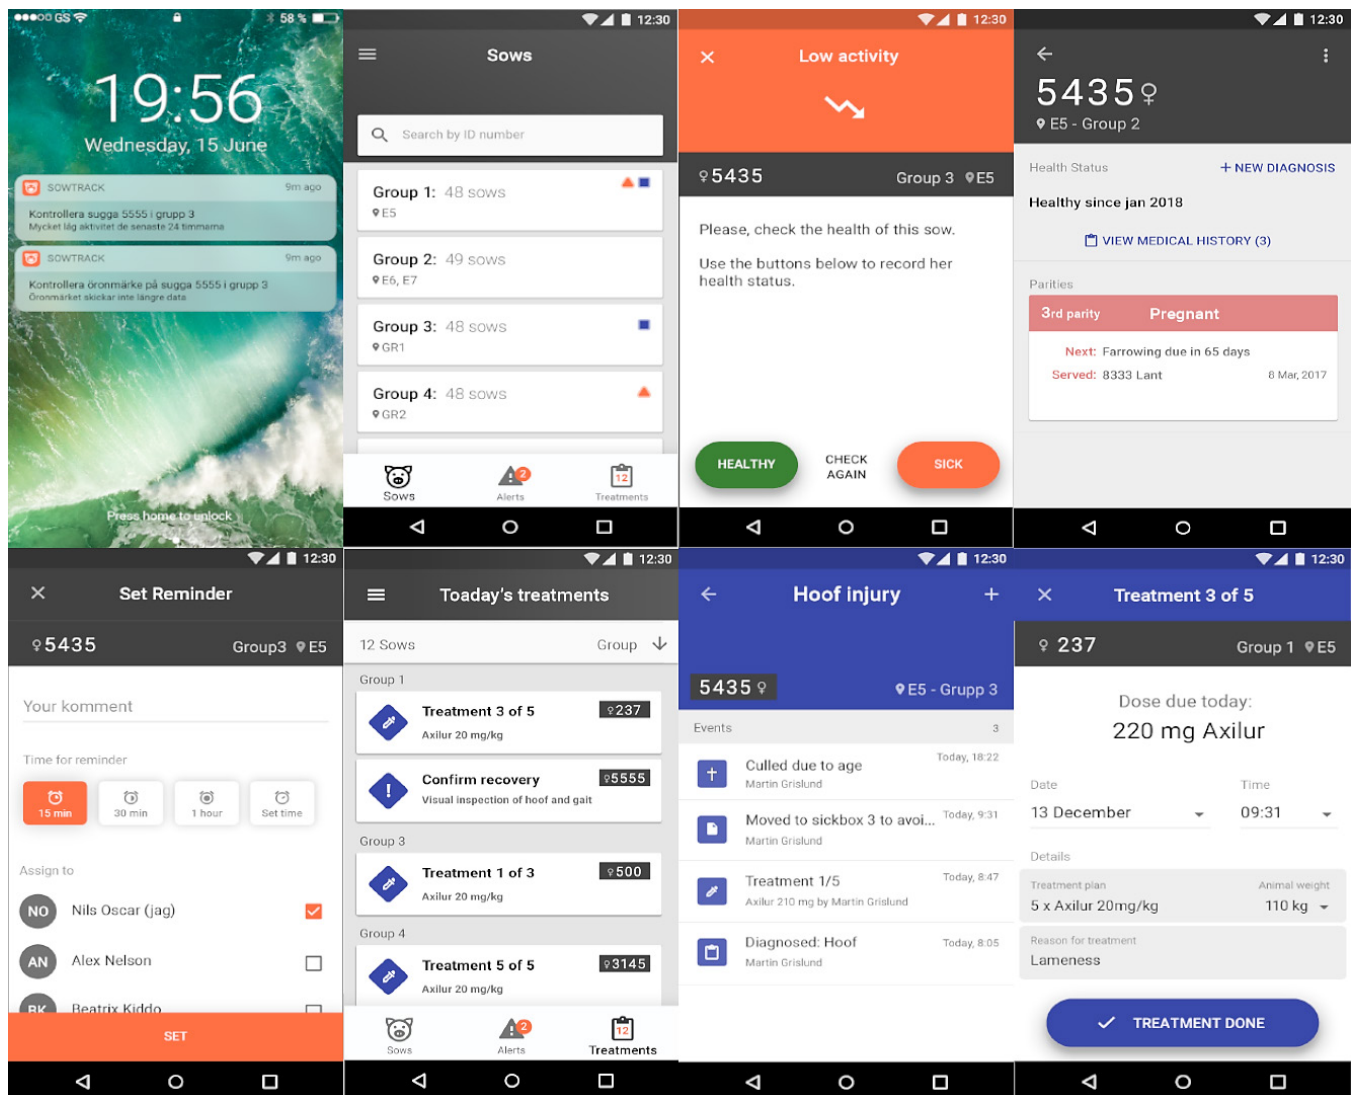 GS
58 %
19:56
Wednesday, 15 June
SOWTRACK
9m ago
Kontrollera sugga 5555 i grupp 3
Mycket låg aktivitet de senaste 24 timmarna
SOWTRACK
9m ago
Kontrollera öronmärke på sugga 5555 i grupp 3
Öronmärket skickar inte längre data
Press home to unlock
12:30
Sows
Search by ID number
Group 1: 48 sows
E5
Group 2: 49 sows
E6, E7
Group 3: 48 sows
GR1
Group 4: 48 sows
GR2
2
12
Sows
Alerts
Treatments
12:30
Low activity
♀5435
Group 3 E5
Please, check the health of this sow.
Use the buttons below to record her
health status.
HEALTHY
CHECK
AGAIN
SICK
12:30
5435♀
E5 - Group 2
Health Status
+ NEW DIAGNOSIS
Healthy since jan 2018
VIEW MEDICAL HISTORY (3)
Parities
3rd parity
Pregnant
Next: Farrowing due in 65 days
Served: 8333 Lant
8 Mar, 2017
12:30
Set Reminder
♀5435
Group3 E5
Your komment
Time for reminder
15 min
30 min
1 hour
Set time
Assign to
NO
Nils Oscar (jag)
AN
Alex Nelson
BK
Beatrix Kiddo
SET
12:30
Toaday's treatments
12 Sows
Group
Group 1
Treatment 3 of 5
♀237
Axilur 20 mg/kg
Confirm recovery
♀5555
Visual inspection of hoof and gait
Group 3
Treatment 1 of 3
♀500
Axilur 20 mg/kg
Group 4
Treatment 5 of 5
♀3145
Axilur 20 mg/kg
2
12
Sows
Alerts
Treatments
12:30
Hoof injury
5435 ♀
E5 - Grupp 3
Events
3
Today, 18:22
Culled due to age
Martin Grislund
Moved to sickbox 3 to avoi...
Today, 9:31
Martin Grislund
Treatment 1/5
Today, 8:47
Axilur 210 mg by Martin Grislund
Diagnosed: Hoof
Today, 8:05
Martin Grislund
12:30
Treatment 3 of 5
♀ 237
Group 1 E5
Dose due today:
220 mg Axilur
Date
Time
13 December
09:31
Details
Treatment plan
Animal weight
5 x Axilur 20mg/kg
110 kg
Reason for treatment
Lameness
TREATMENT DONE